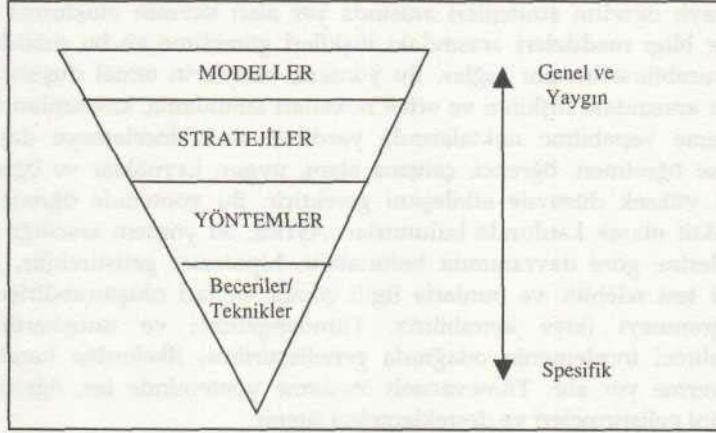 MODELLER
STRATEJİLER
YÖNTEMLER
Beceriler/
Teknikler
Genel ve
Yaygın
Spesifik